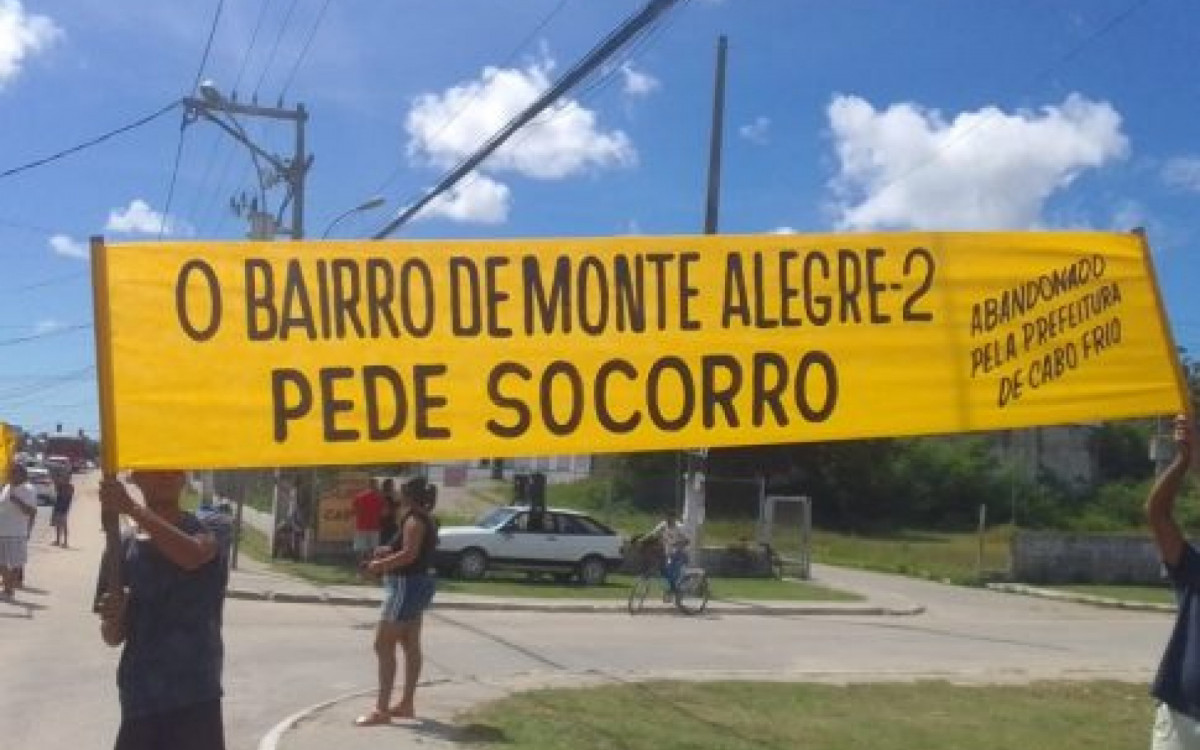 O BAIRRO DE MONTE ALEGRE-2
PEDE SOCORRO
ABANDONADO
PELA PREFEITURA
DE CABO FRIO